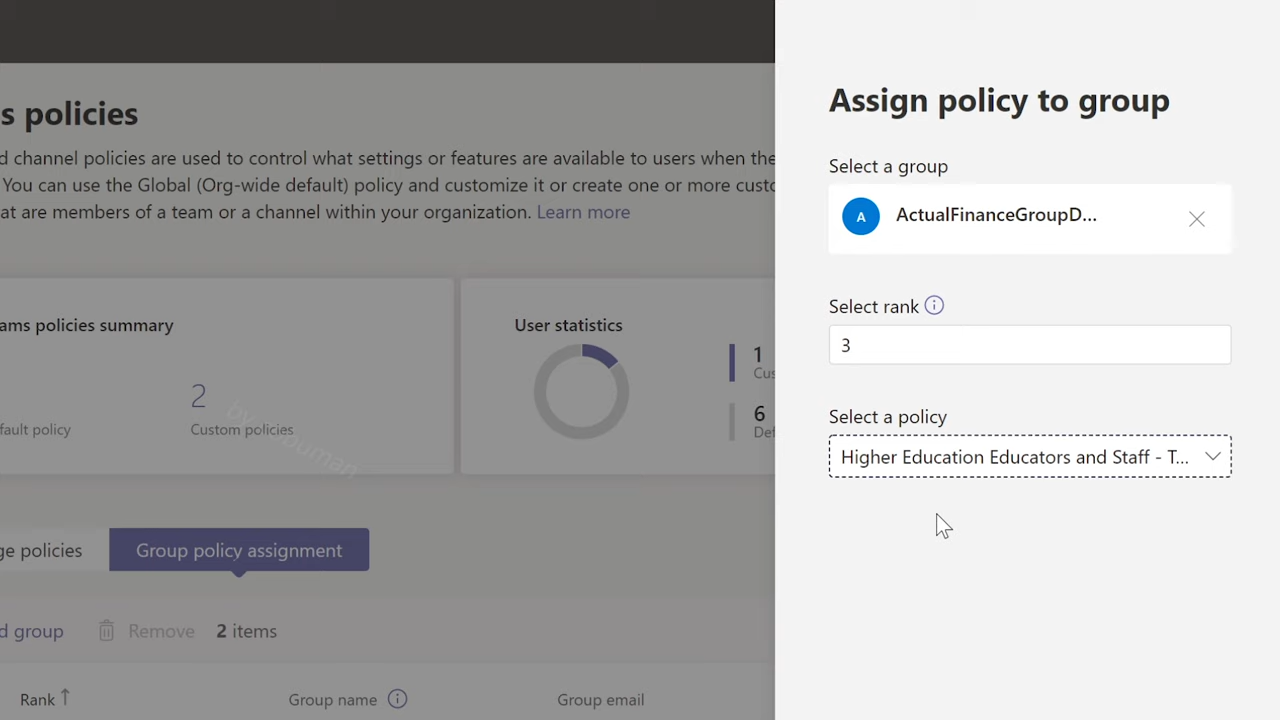 s policies
d channel policies are used to control what settings or features are available to users when the
You can use the Global (Org-wide default) policy and customize it or create one or more custo
at are members of a team or a channel within your organization. Learn more
ams policies summary
2
fault policy
Custom policies
User statistics
1
Cus
6
Def
ge policies
Group policy assignment
d group
Remove
2 items
Rank
Group name
Group email
Assign policy to group
Select a group
A
ActualFinanceGroupD...
Select rank
3
Select a policy
Higher Education Educators and Staff - T...